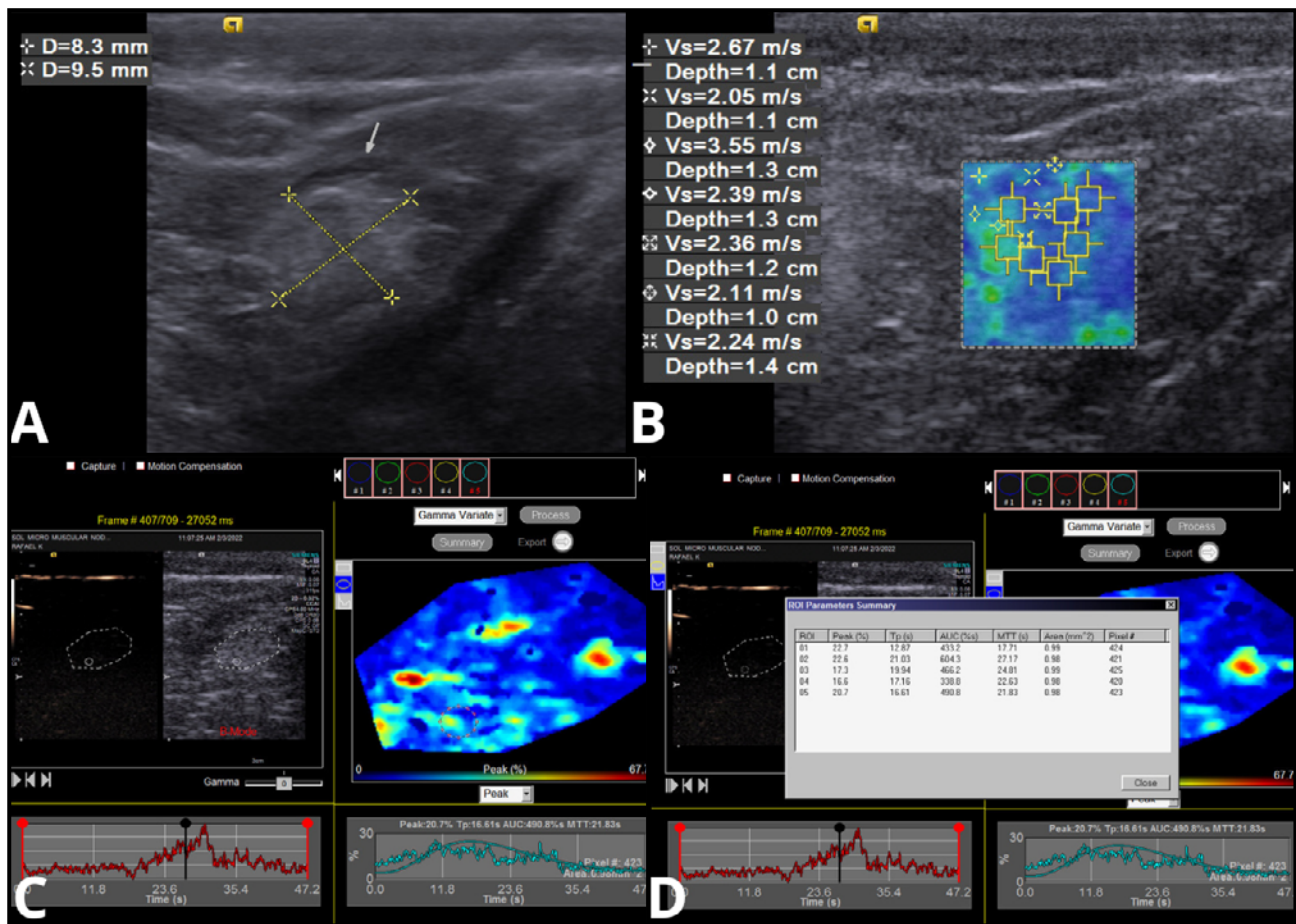 D=8.3 mm
D=9.5 mm
A
Vs=2.67 m/s
Depth=1.1 cm
Vs=2.05 m/s
Depth=1.1 cm
Vs=3.55 m/s
Depth=1.3 cm
Vs=2.39 m/s
Depth=1.3 cm
Vs=2.36 m/s
Depth=1.2 cm
Vs=2.11 m/s
Depth=1.0 cm
Vs=2.24 m/s
Depth=1.4 cm
B
Capture | Motion Compensation
#1 #2 #3 #4 #5
Gamma Variate Process
Summary Export
Frame # 407/709 - 27052 ms
SOL MICRO MUSCULAR NOD...
11:07:28 AM 2/3/2022
RAFAEL K
B-Mode
Gamma 0
0 Peak (%) 67.7
Peak
Peak:20.7% Tp:16.61s AUC:490.8%s MTT:21.83s
30
%
Pixel #: 423
0.0 11.8 23.6 35.4 47.2
Time (s)
0.0 11.8 23.6 35.4 47.2
Time (s)
C
Capture | Motion Compensation
#1 #2 #3 #4 #5
Gamma Variate Process
Summary Export
Frame # 407/709 - 27052 ms
SOL MICRO MUSCULAR NOD...
11:07:28 AM 2/3/2022
RAFAEL K
ROI Parameters Summary
ROI Peak (%) Tp (s) AUC (%s) MTT (s) Area (mm^2) Pixel #
01 22.7 12.87 433.2 17.71 0.99 424
02 22.6 21.03 604.3 27.17 0.98 421
03 17.3 19.94 466.2 24.81 0.99 425
04 16.6 17.16 338.8 22.63 0.98 420
05 20.7 16.61 490.8 21.83 0.98 423
Close
67.7
Peak:20.7% Tp:16.61s AUC:490.8%s MTT:21.83s
30
%
Pixel #: 423
11.8 23.6 35.4 47.2
Time (s)
0.0 11.8 23.6 35.4
Time (s)
D